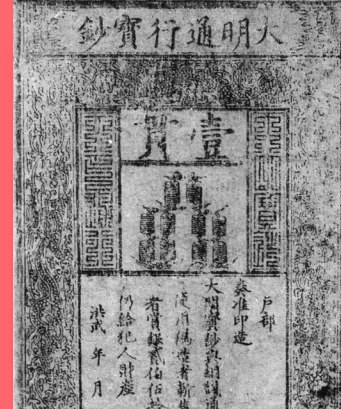 大明通行寶鈔
壹貫
戶部
奏准印造
大明寶鈔與銅錢通
使用偽造者斬告
者賞銀貳伯伍
仍給犯人財產
洪武 年 月